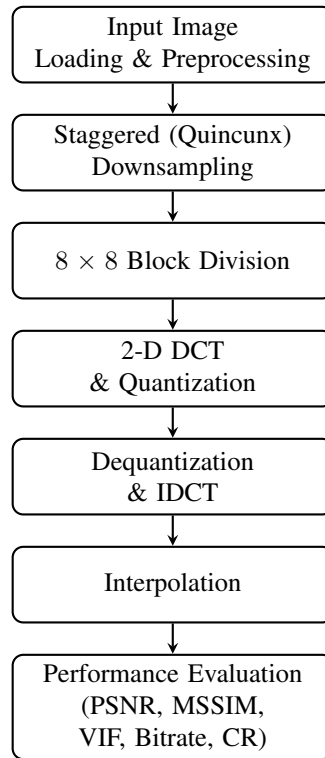 Input Image
Loading & Preprocessing
Staggered (Quincunx)
Downsampling
8 × 8 Block Division
2-D DCT
& Quantization
Dequantization
& IDCT
Interpolation
Performance Evaluation
(PSNR, MSSIM,
VIF, Bitrate, CR)